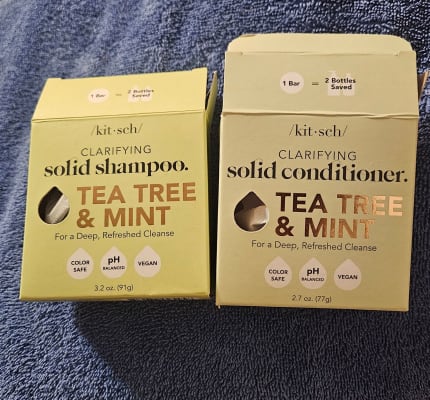 1 Bar = 2 Bottles Saved
/kit·sch/
CLARIFYING
solid shampoo.
TEA TREE
& MINT
For a Deep, Refreshed Cleanse
COLOR SAFE
pH BALANCED
VEGAN
3.2 oz. (91g)
1 Bar = 2 Bottles Saved
/kit·sch/
CLARIFYING
solid conditioner.
TEA TREE
& MINT
For a Deep, Refreshed Cleanse
COLOR SAFE
pH BALANCED
VEGAN
2.7 oz. (77g)